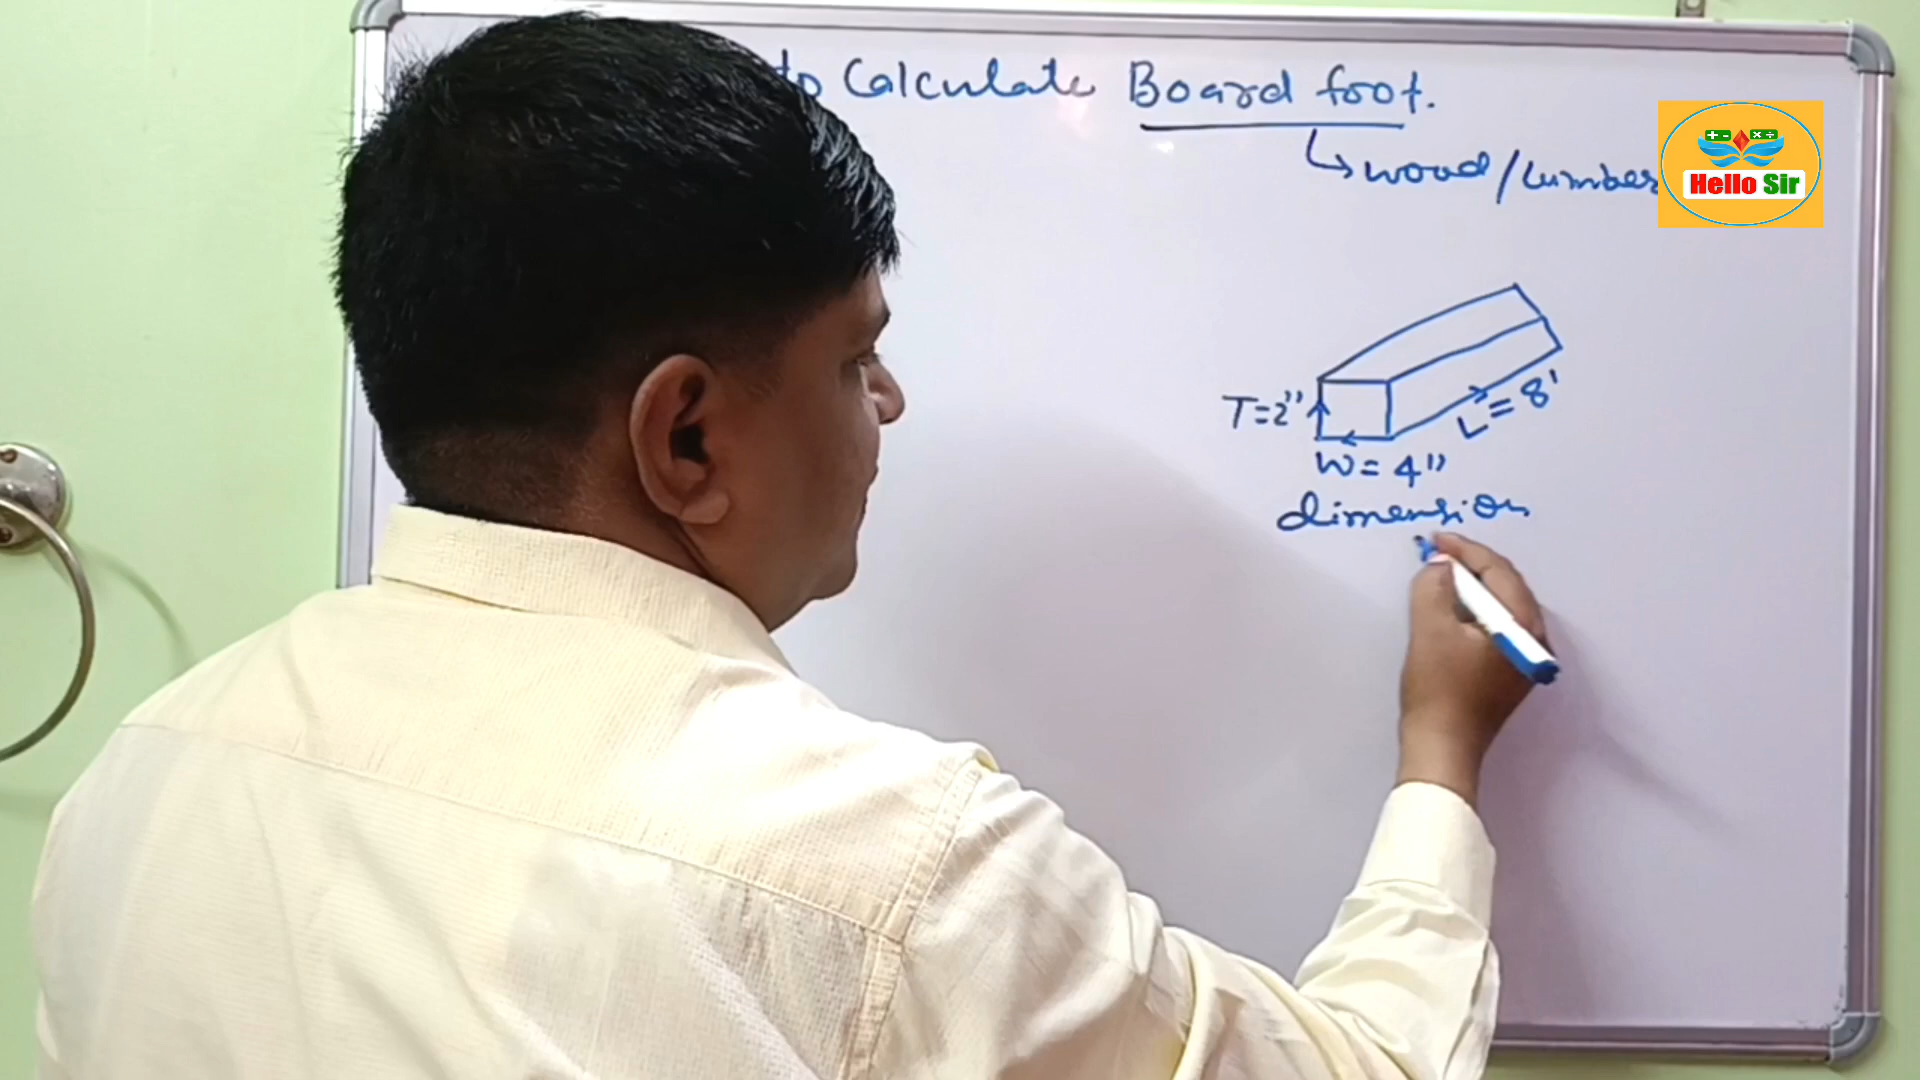 to Calculate Board foot.
wood/Lumber
+ - × ÷
Hello Sir
T=2"
L=8'
W=4"
dimension